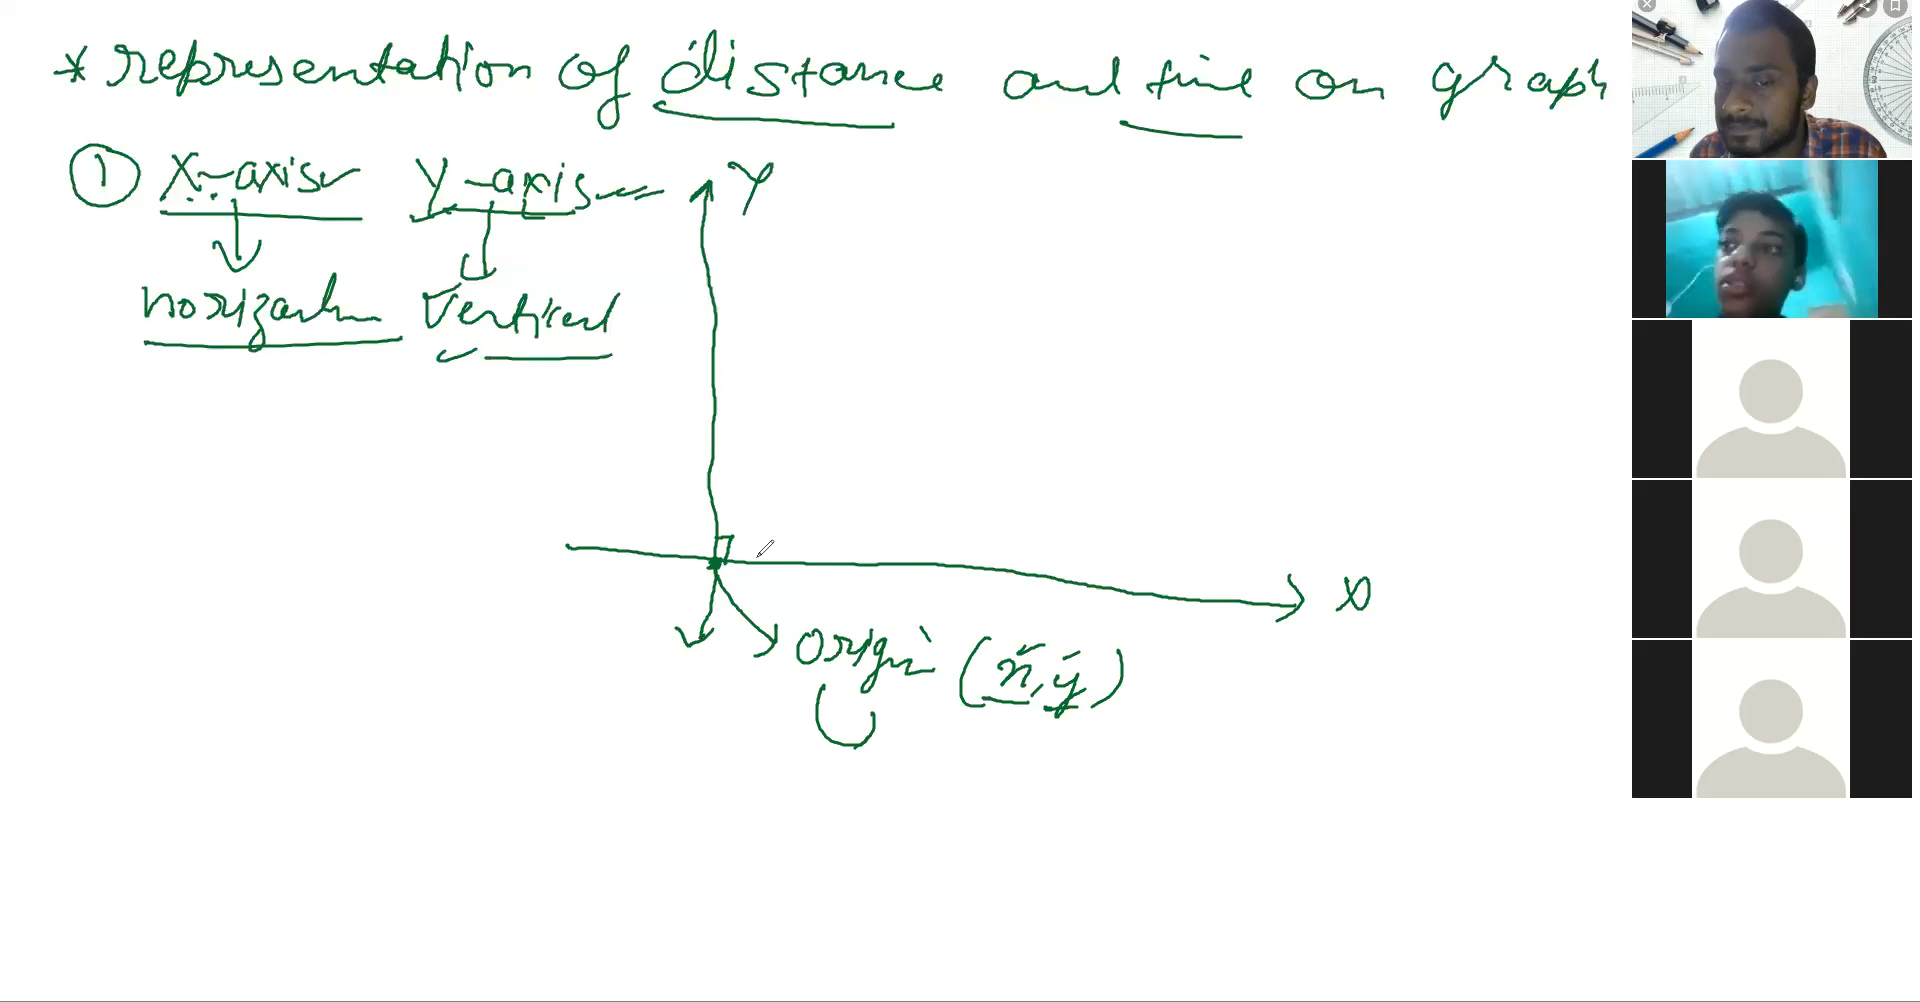 * representation of distance and time on graph
① X-axis Y-axis
horizontal Vertical
Y
X
Origin (x, y)